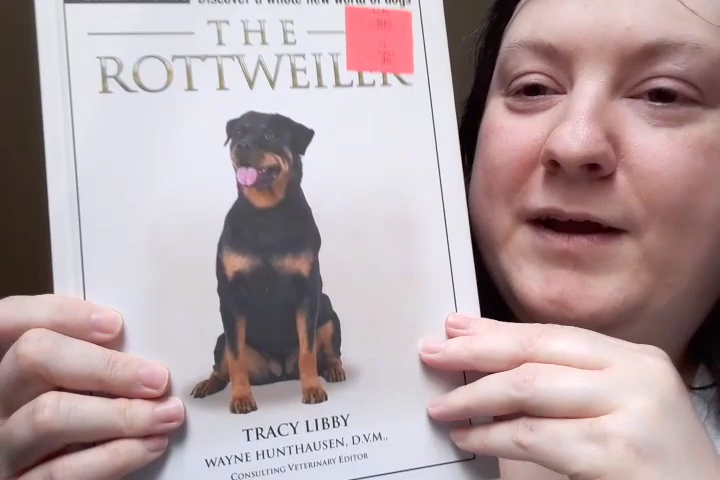 Discover a whole new world of dogs
THE
ROTTWEILER
TRACY LIBBY
WAYNE HUNTHAUSEN, D.V.M.,
CONSULTING VETERINARY EDITOR